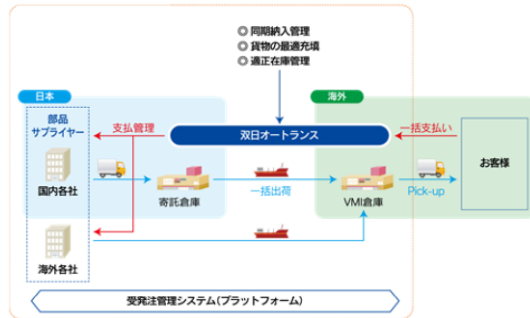 ◎ 同期納入管理
◎ 貨物の最適充填
◎ 適正在庫管理
日本
海外
部品
サプライヤー
支払管理
双日オートランス
一括支払い
お客様
国内各社
寄託倉庫
一括出荷
VMI倉庫
Pick-up
海外各社
受発注管理システム(プラットフォーム)